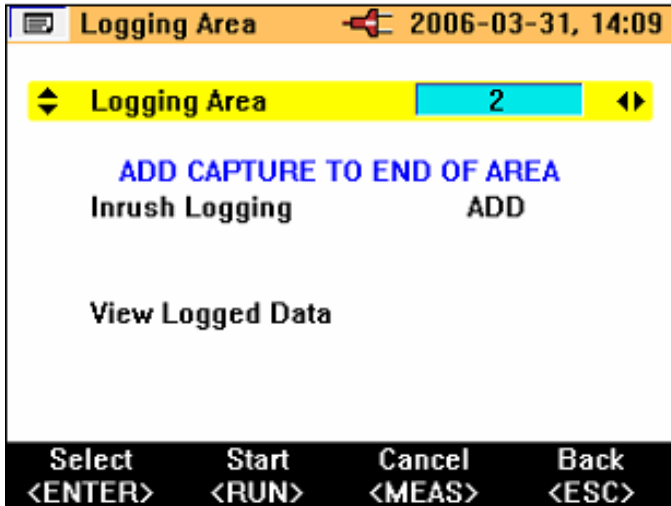 Logging Area 2006-03-31, 14:09
Logging Area 2
ADD CAPTURE TO END OF AREA
Inrush Logging ADD
View Logged Data
Select Start Cancel Back
<ENTER> <RUN> <MEAS> <ESC>